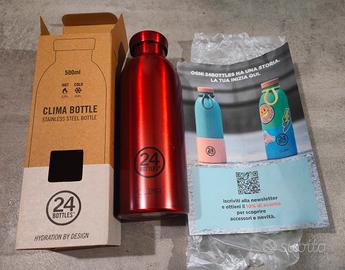 500ml
HOT COLD
CLIMA BOTTLE
STAINLESS STEEL BOTTLE
24
BOTTLES
HYDRATION BY DESIGN
24
BOTTLES
OGNI 24BOTTLES HA UNA STORIA.
LA TUA INIZIA QUI.
Iscriviti alla newsletter
e ottieni il 10% di sconto
per scoprire
accessori e novità.
subito